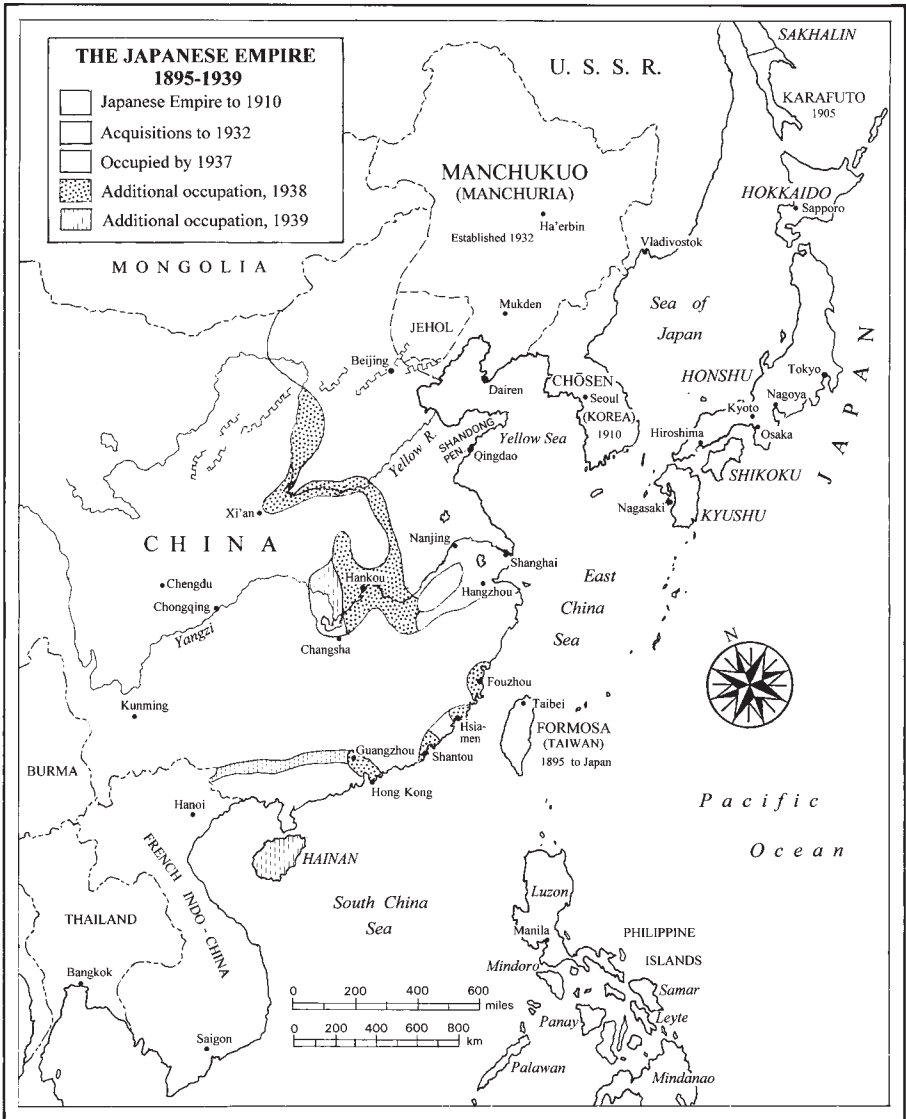 THE JAPANESE EMPIRE
1895-1939
Japanese Empire to 1910
Acquisitions to 1932
Occupied by 1937
Additional occupation, 1938
Additional occupation, 1939
U. S. S. R.
SAKHALIN
KARAFUTO
1905
MANCHUKUO
(MANCHURIA)
Ha'erbin
Established 1932
HOKKAIDO
Sapporo
Vladivostok
MONGOLIA
Sea of
Japan
Mukden
JEHOL
Beijing
Dairen
CHŌSEN
Seoul
(KOREA)
1910
HONSHU
Tokyo
Nagoya
Kyoto
Osaka
Hiroshima
JAPAN
SHIKOKU
Nagasaki
KYUSHU
Yellow R.
SHANDONG
PEN.
Qingdao
Yellow Sea
Xi'an
CHINA
Nanjing
Shanghai
Hankou
Hangzhou
Chengdu
Chongqing
Yangzi
Changsha
East
China
Sea
N
Kunming
Fouzhou
Taibei
Hsia-
men
FORMOSA
(TAIWAN)
1895 to Japan
Guangzhou
Shantou
Hong Kong
BURMA
Hanoi
Pacific
Ocean
FRENCH INDO-CHINA
HAINAN
THAILAND
South China
Sea
Luzon
Manila
PHILIPPINE
ISLANDS
Mindoro
Samar
Leyte
Panay
Bangkok
Saigon
Palawan
Mindanao
0 200 400 600
miles
0 200 400 600 800
km